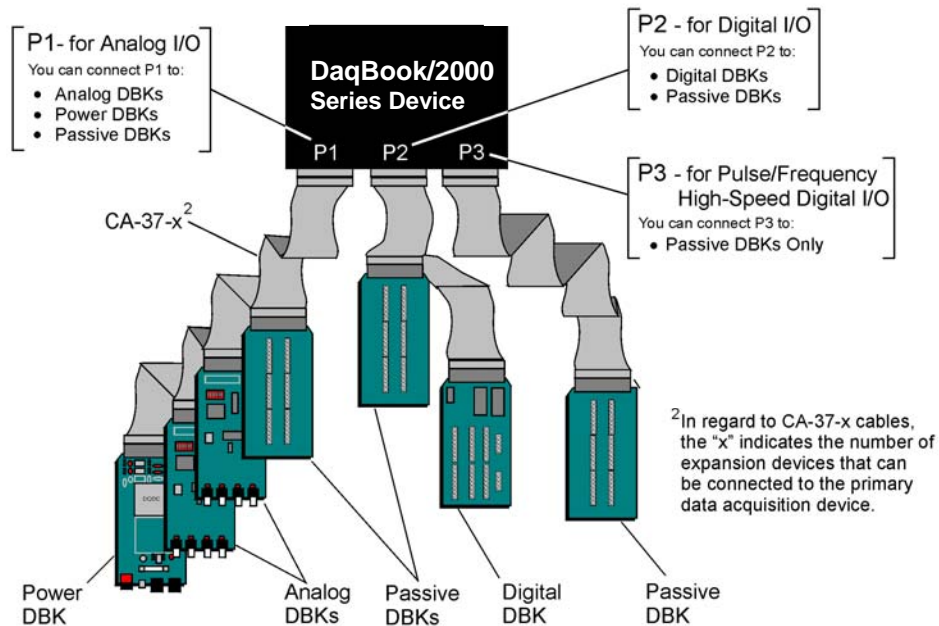 P1- for Analog I/O
You can connect P1 to:
• Analog DBKs
• Power DBKs
• Passive DBKs
DaqBook/2000
Series Device
P1 P2 P3
P2 - for Digital I/O
You can connect P2 to:
• Digital DBKs
• Passive DBKs
P3 - for Pulse/Frequency
High-Speed Digital I/O
You can connect P3 to:
• Passive DBKs Only
CA-37-x2
2In regard to CA-37-x cables,
the “x” indicates the number of
expansion devices that can
be connected to the primary
data acquisition device.
DC/DC
Power
DBK
Analog
DBKs
Passive
DBKs
Digital
DBK
Passive
DBK